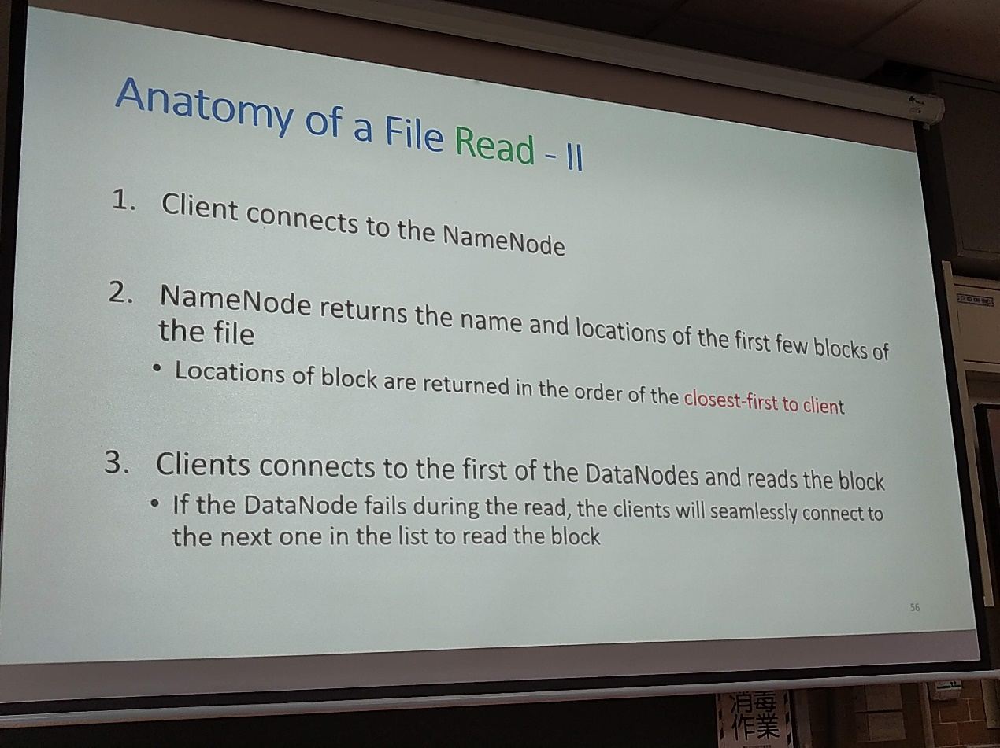 Anatomy of a File Read - II
1. Client connects to the NameNode
2. NameNode returns the name and locations of the first few blocks of
the file
• Locations of block are returned in the order of the closest-first to client
3. Clients connects to the first of the DataNodes and reads the block
• If the DataNode fails during the read, the clients will seamlessly connect to
the next one in the list to read the block
56
消毒
作業